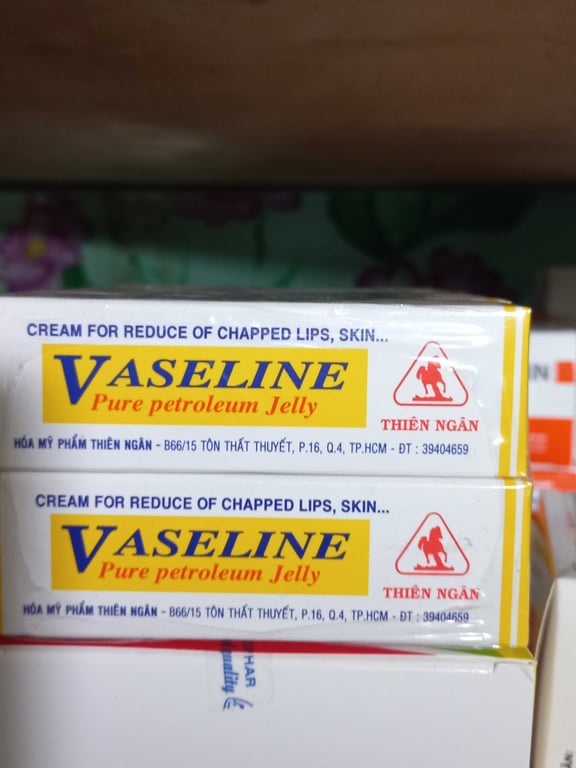 CREAM FOR REDUCE OF CHAPPED LIPS, SKIN...
VASELINE
Pure petroleum Jelly
THIÊN NGÂN
HÓA MỸ PHẨM THIÊN NGÂN - B66/15 TÔN THẤT THUYẾT, P.16, Q.4, TP.HCM - ĐT : 39404659
CREAM FOR REDUCE OF CHAPPED LIPS, SKIN...
VASELINE
Pure petroleum Jelly
THIÊN NGÂN
HÓA MỸ PHẨM THIÊN NGÂN - B66/15 TÔN THẤT THUYẾT, P.16, Q.4, TP.HCM - ĐT : 39404659
PHAR
quality